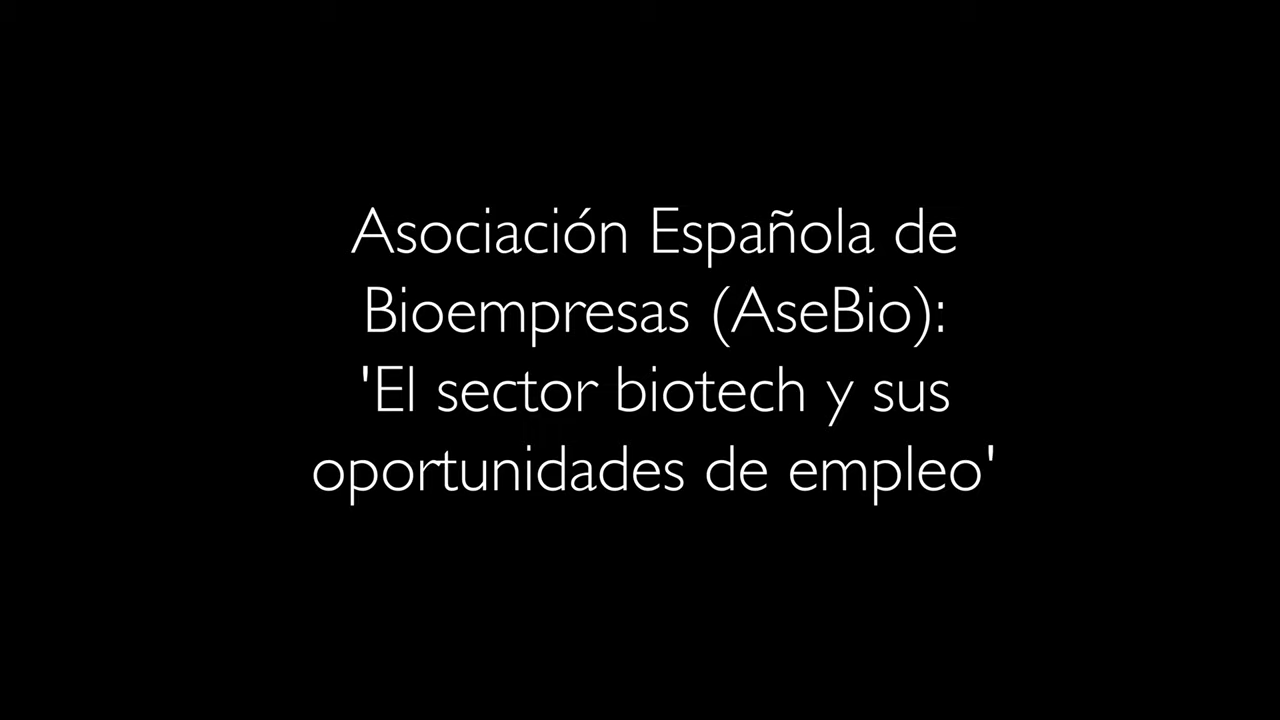 Asociación Española de
Bioempresas (AseBio):
'El sector biotech y sus
oportunidades de empleo'